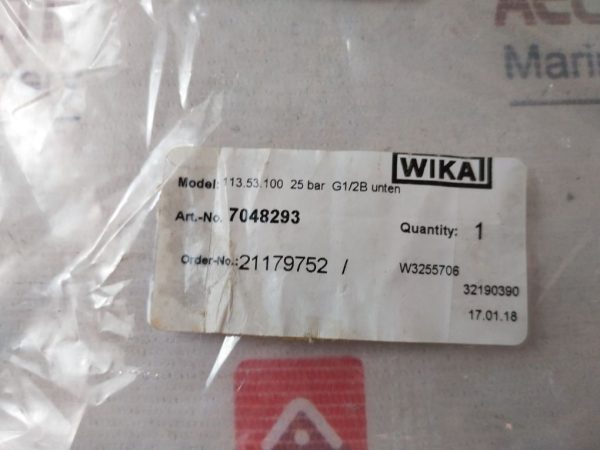 WIKA
Model: 113.53.100 25 bar G1/2B unten
Art.-No. 7048293
Quantity: 1
Order-No.: 21179752 /
W3255706
32190390
17.01.18